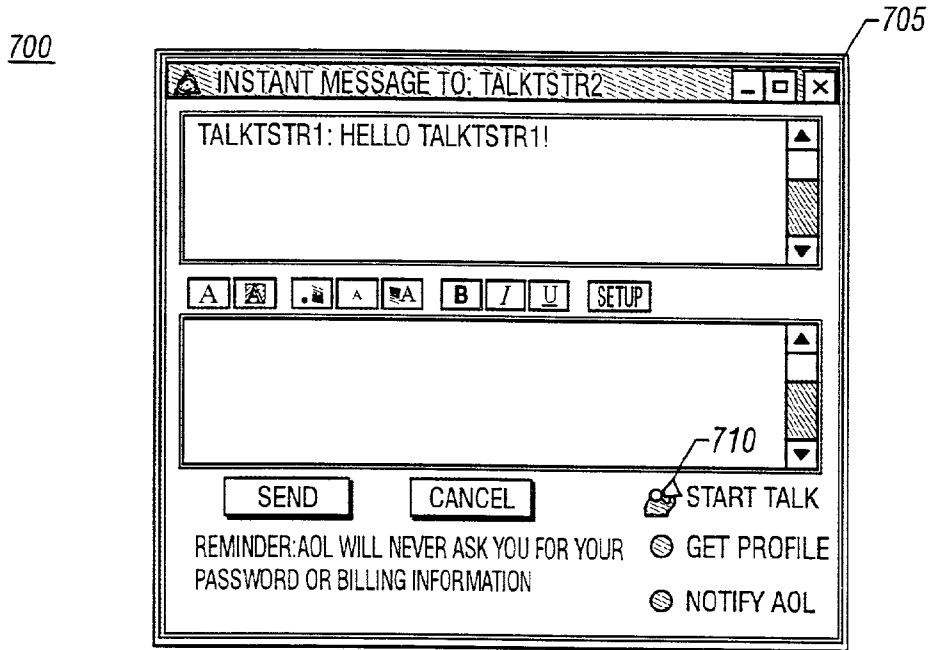 705
700
INSTANT MESSAGE TO: TALKTSTR2
TALKTSTR1: HELLO TALKTSTR1!
A A A A B I U SETUP
710
SEND CANCEL START TALK
REMINDER:AOL WILL NEVER ASK YOU FOR YOUR
PASSWORD OR BILLING INFORMATION
GET PROFILE
NOTIFY AOL